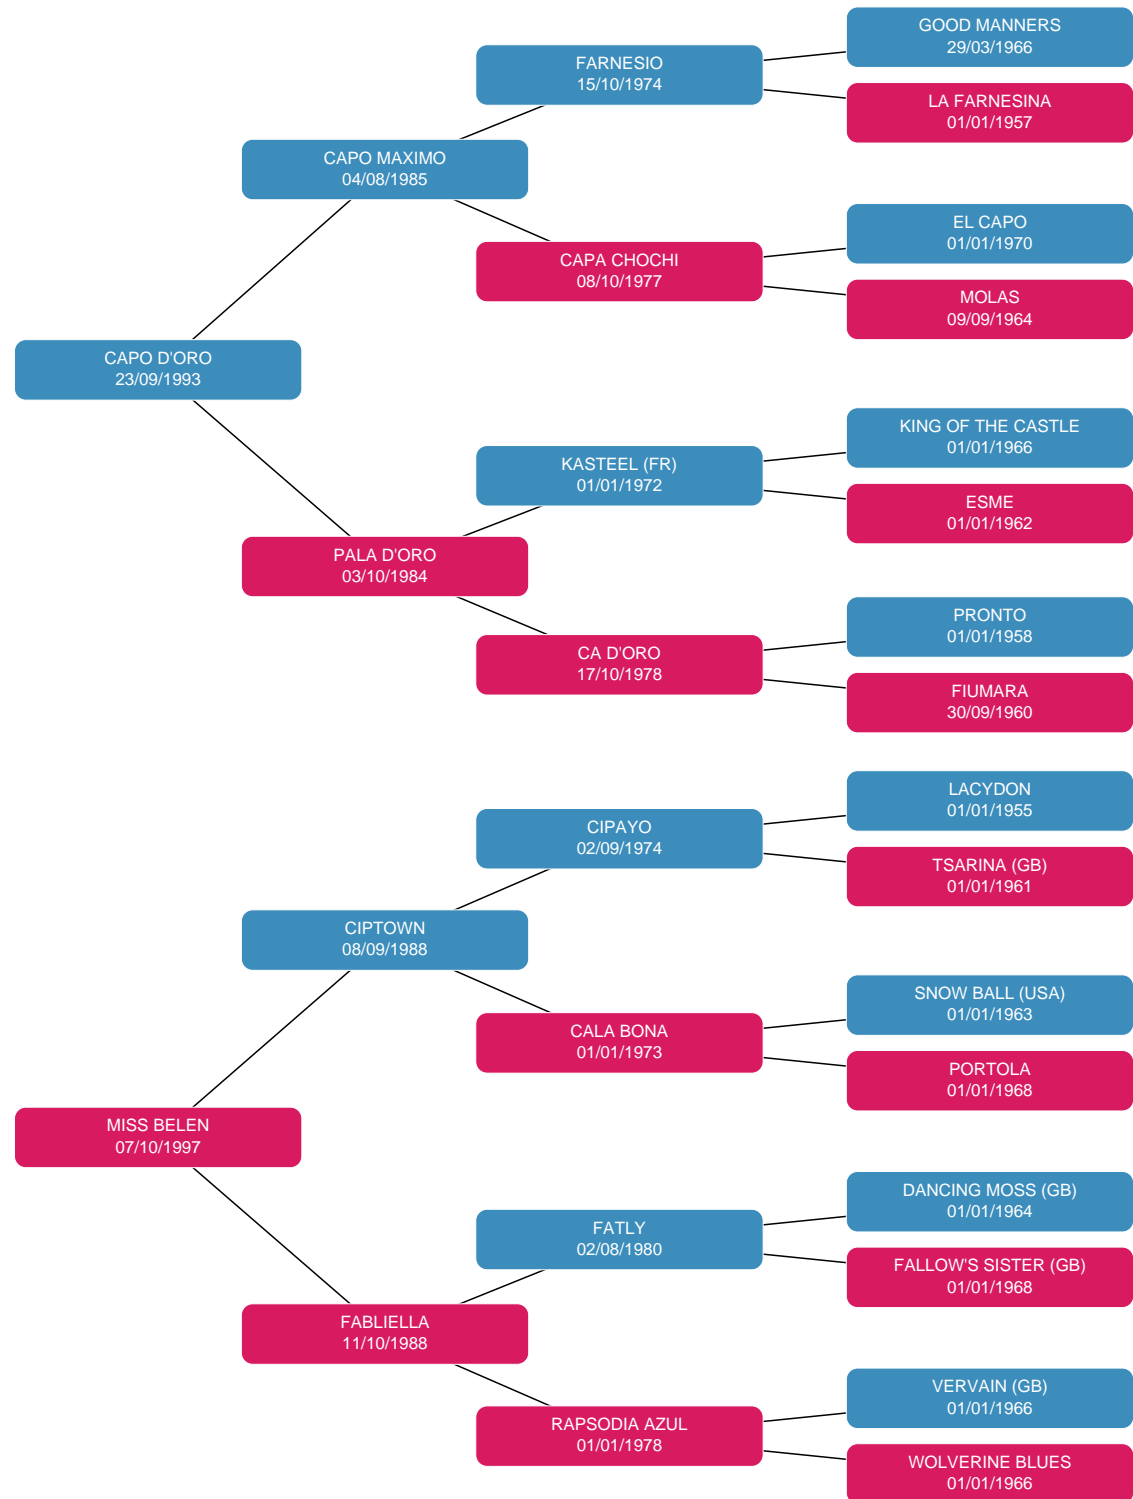 GOOD MANNERS
29/03/1966
FARNESIO
15/10/1974
LA FARNESINA
01/01/1957
CAPO MAXIMO
04/08/1985
EL CAPO
01/01/1970
CAPA CHOCHI
08/10/1977
MOLAS
09/09/1964
CAPO D'ORO
23/09/1993
KING OF THE CASTLE
01/01/1966
KASTEEL (FR)
01/01/1972
ESME
01/01/1962
PALA D'ORO
03/10/1984
PRONTO
01/01/1958
CA D'ORO
17/10/1978
FIUMARA
30/09/1960
LACYDON
01/01/1955
CIPAYO
02/09/1974
TSARINA (GB)
01/01/1961
CIPTOWN
08/09/1988
SNOW BALL (USA)
01/01/1963
CALA BONA
01/01/1973
PORTOLA
01/01/1968
MISS BELEN
07/10/1997
DANCING MOSS (GB)
01/01/1964
FATLY
02/08/1980
FALLOW'S SISTER (GB)
01/01/1968
FABLIELLA
11/10/1988
VERVAIN (GB)
01/01/1966
RAPSODIA AZUL
01/01/1978
WOLVERINE BLUES
01/01/1966